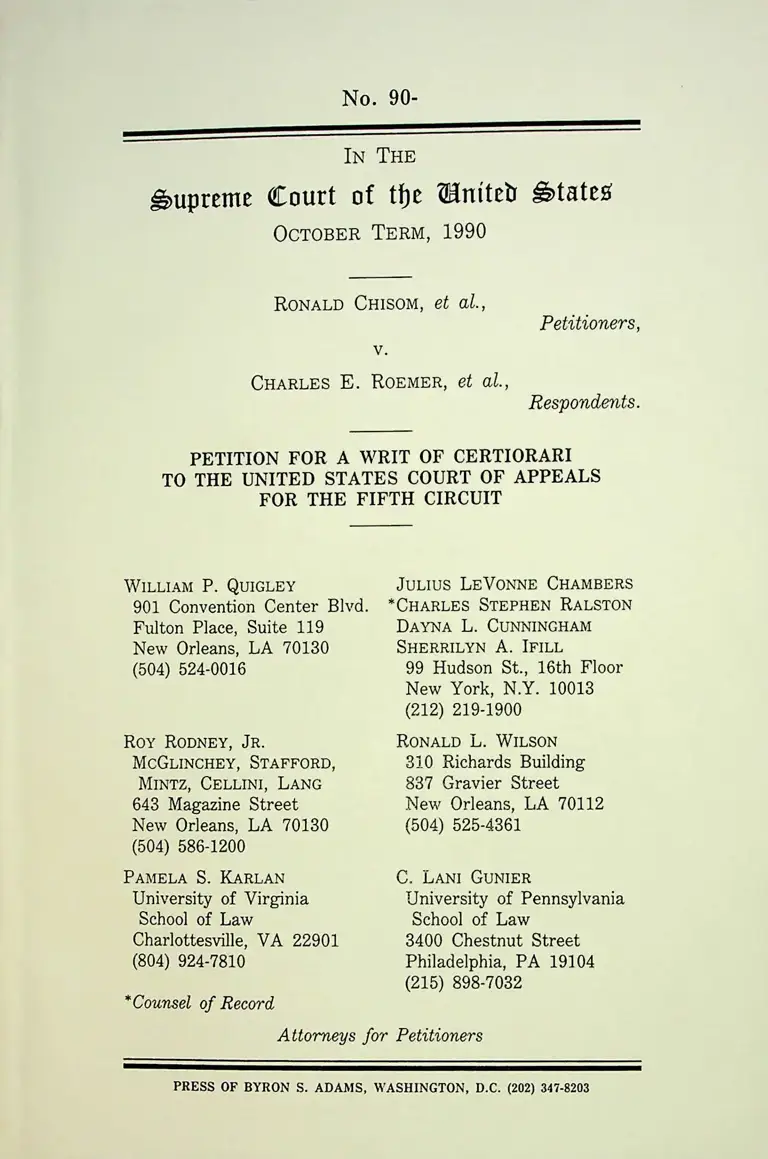 No. 90-
IN THE
Supreme Court of the United States
OCTOBER TERM, 1990
RONALD CHISOM, et al.,
Petitioners,
v.
CHARLES E. ROEMER, et al.,
Respondents.
PETITION FOR A WRIT OF CERTIORARI
TO THE UNITED STATES COURT OF APPEALS
FOR THE FIFTH CIRCUIT
WILLIAM P. QUIGLEY
901 Convention Center Blvd.
Fulton Place, Suite 119
New Orleans, LA 70130
(504) 524-0016
JULIUS LEVONNE CHAMBERS
*CHARLES STEPHEN RALSTON
DAYNA L. CUNNINGHAM
SHERRILYN A. IFILL
99 Hudson St., 16th Floor
New York, N.Y. 10013
(212) 219-1900
ROY RODNEY, JR.
MCGLINCHEY, STAFFORD,
MINTZ, CELLINI, LANG
643 Magazine Street
New Orleans, LA 70130
(504) 586-1200
RONALD L. WILSON
310 Richards Building
837 Gravier Street
New Orleans, LA 70112
(504) 525-4361
PAMELA S. KARLAN
University of Virginia
School of Law
Charlottesville, VA 22901
(804) 924-7810
C. LANI GUNIER
University of Pennsylvania
School of Law
3400 Chestnut Street
Philadelphia, PA 19104
(215) 898-7032
*Counsel of Record
Attorneys for Petitioners
PRESS OF BYRON S. ADAMS, WASHINGTON, D.C. (202) 347-8203